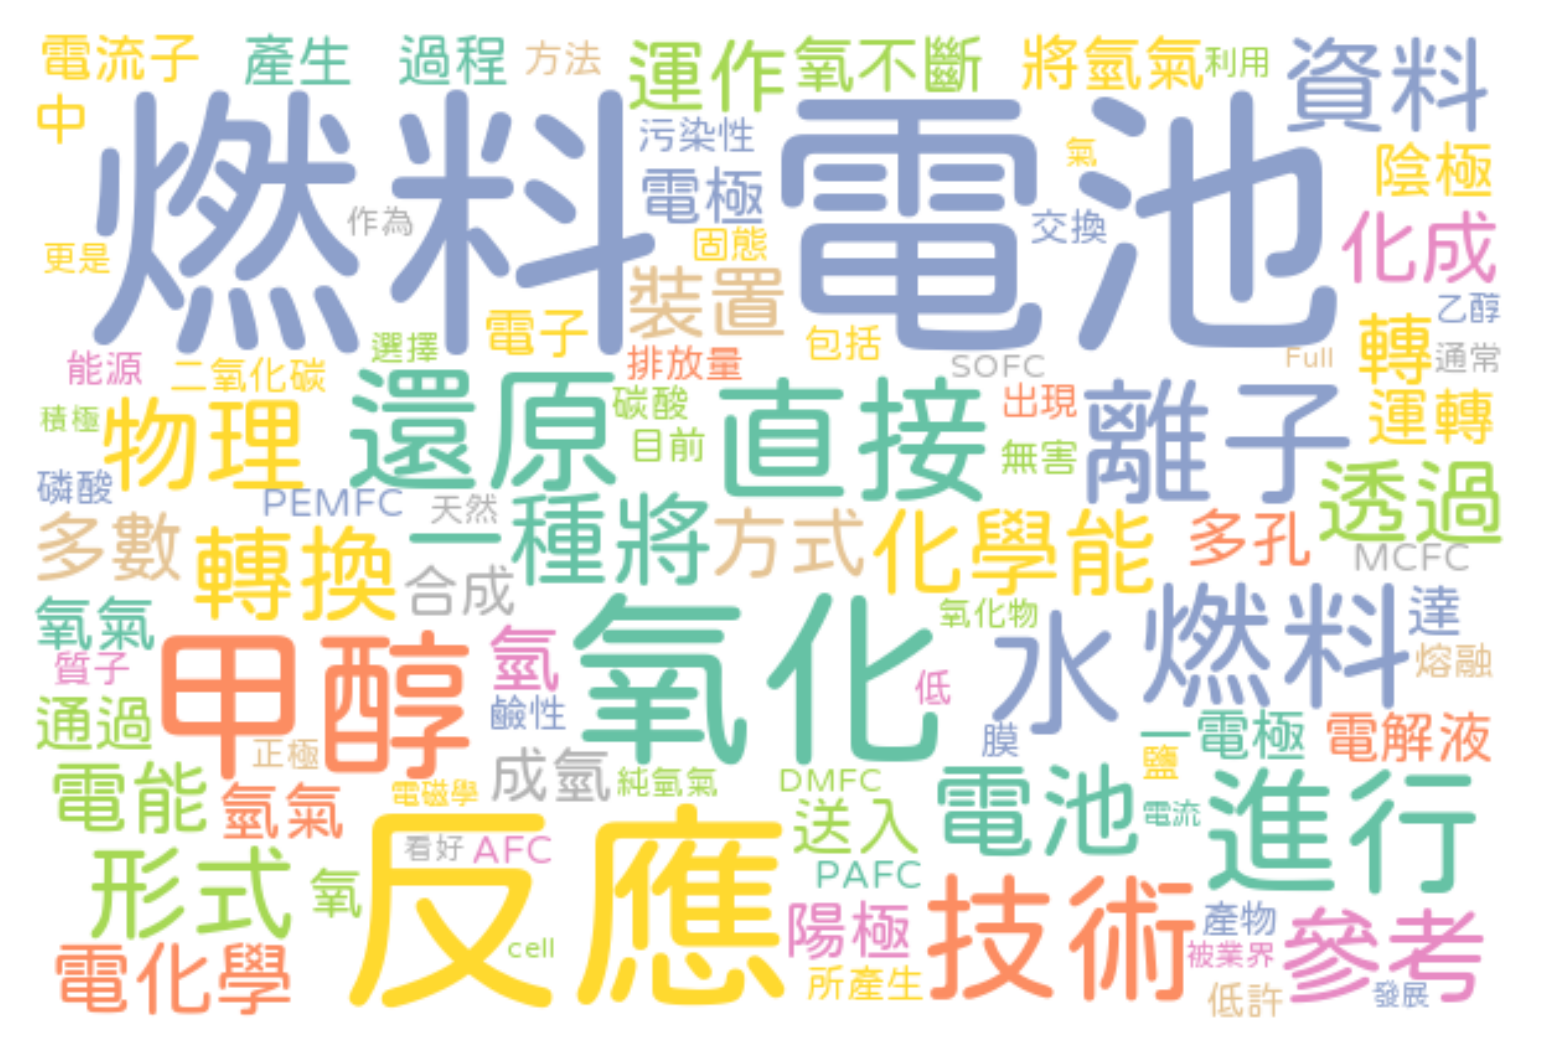 電流子 產生 過程 方法 運作 氧不斷 將氫氣 利用 資料
中 燃料電池 污染性 氣 陰極
作為 電極 交換 化成
更是 固態
裝置 乙醇
能源 二氧化碳 選擇 電子 排放量 包括 SOFC Full 轉 通常
積極 物理 還原 碳酸 直接 出現 離子 運轉
目前 無害
磷酸 PEMFC 天然 透過
多數 轉換 一種將 方式 化學能 多孔 MCFC
合成
氧氣 氧化物 水 燃料 達
質子 甲醇 氫 氧化 低 熔融
通過 鹼性 膜 一電極 電解液
正極 鹽
電能 氫氣 電磁學 成氫 純氫氣 DMFC 電池 電流 進行
送入
形式 氧 看好 AFC PAFC
反應 陽極 技術 產物 參考
電化學 cell 所產生 被業界
低許 發展